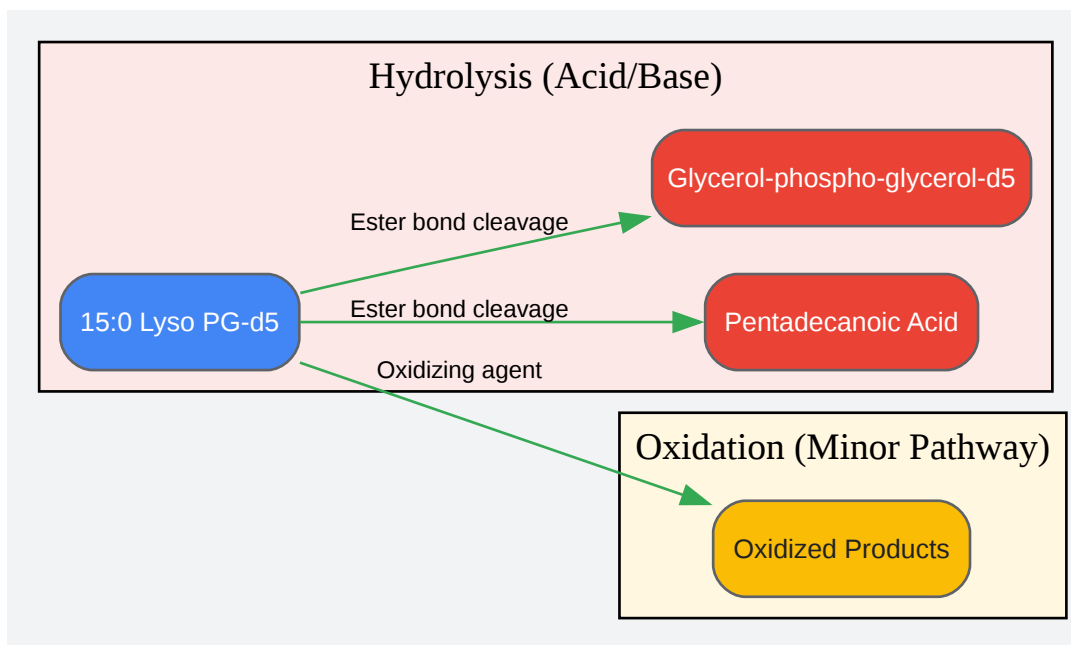 Hydrolysis (Acid/Base)
Glycerol-phospho-glycerol-d5
Ester bond cleavage
15:0 Lyso PG-d5
Ester bond cleavage
Pentadecanoic Acid
Oxidizing agent
Oxidation (Minor Pathway)
Oxidized Products